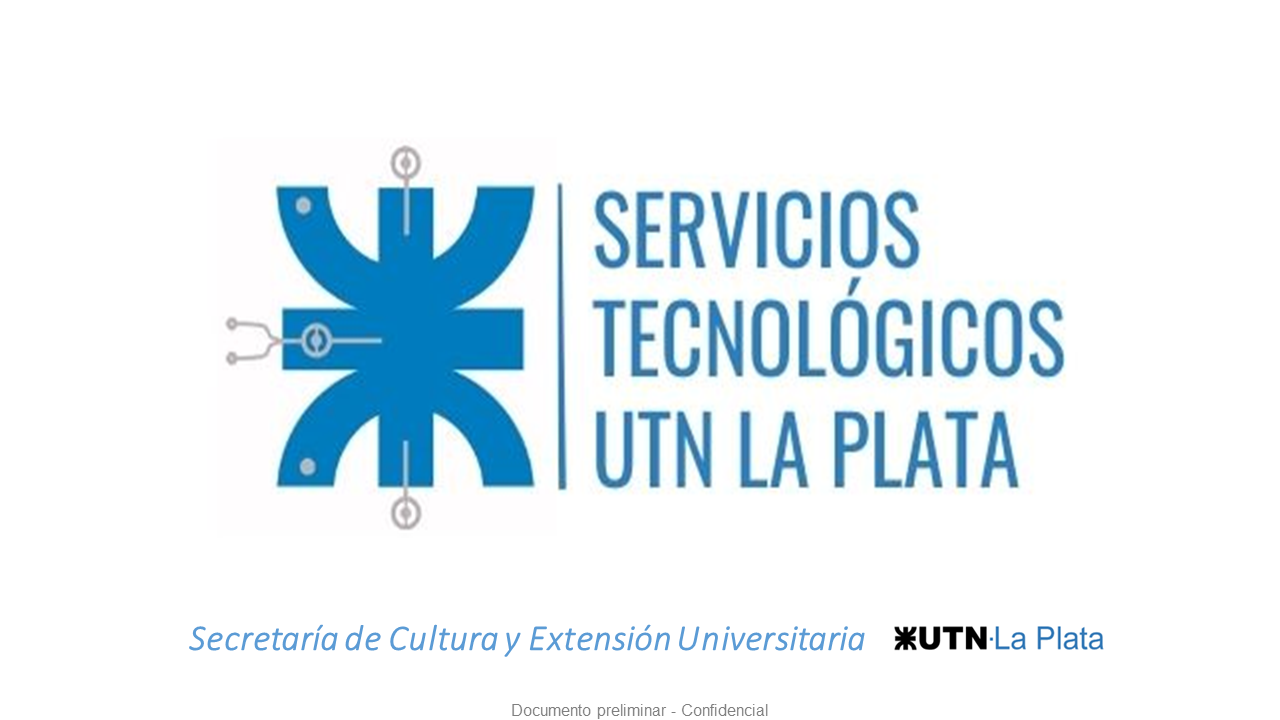 SERVICIOS
TECNOLÓGICOS
UTN LA PLATA
Secretaría de Cultura y Extensión Universitaria UTN·La Plata
Documento preliminar - Confidencial